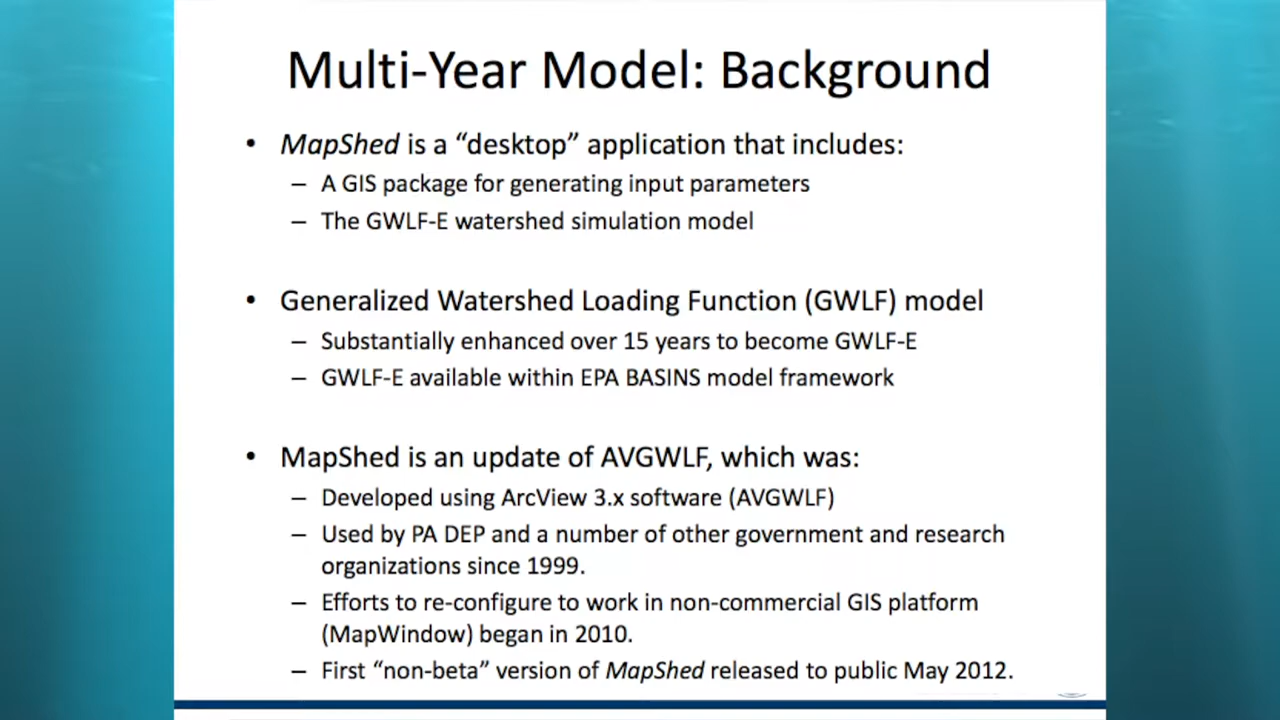 Multi-Year Model: Background
• MapShed is a “desktop” application that includes:
– A GIS package for generating input parameters
– The GWLF-E watershed simulation model
• Generalized Watershed Loading Function (GWLF) model
– Substantially enhanced over 15 years to become GWLF-E
– GWLF-E available within EPA BASINS model framework
• MapShed is an update of AVGWLF, which was:
– Developed using ArcView 3.x software (AVGWLF)
– Used by PA DEP and a number of other government and research
organizations since 1999.
– Efforts to re-configure to work in non-commercial GIS platform
(MapWindow) began in 2010.
– First “non-beta” version of MapShed released to public May 2012.